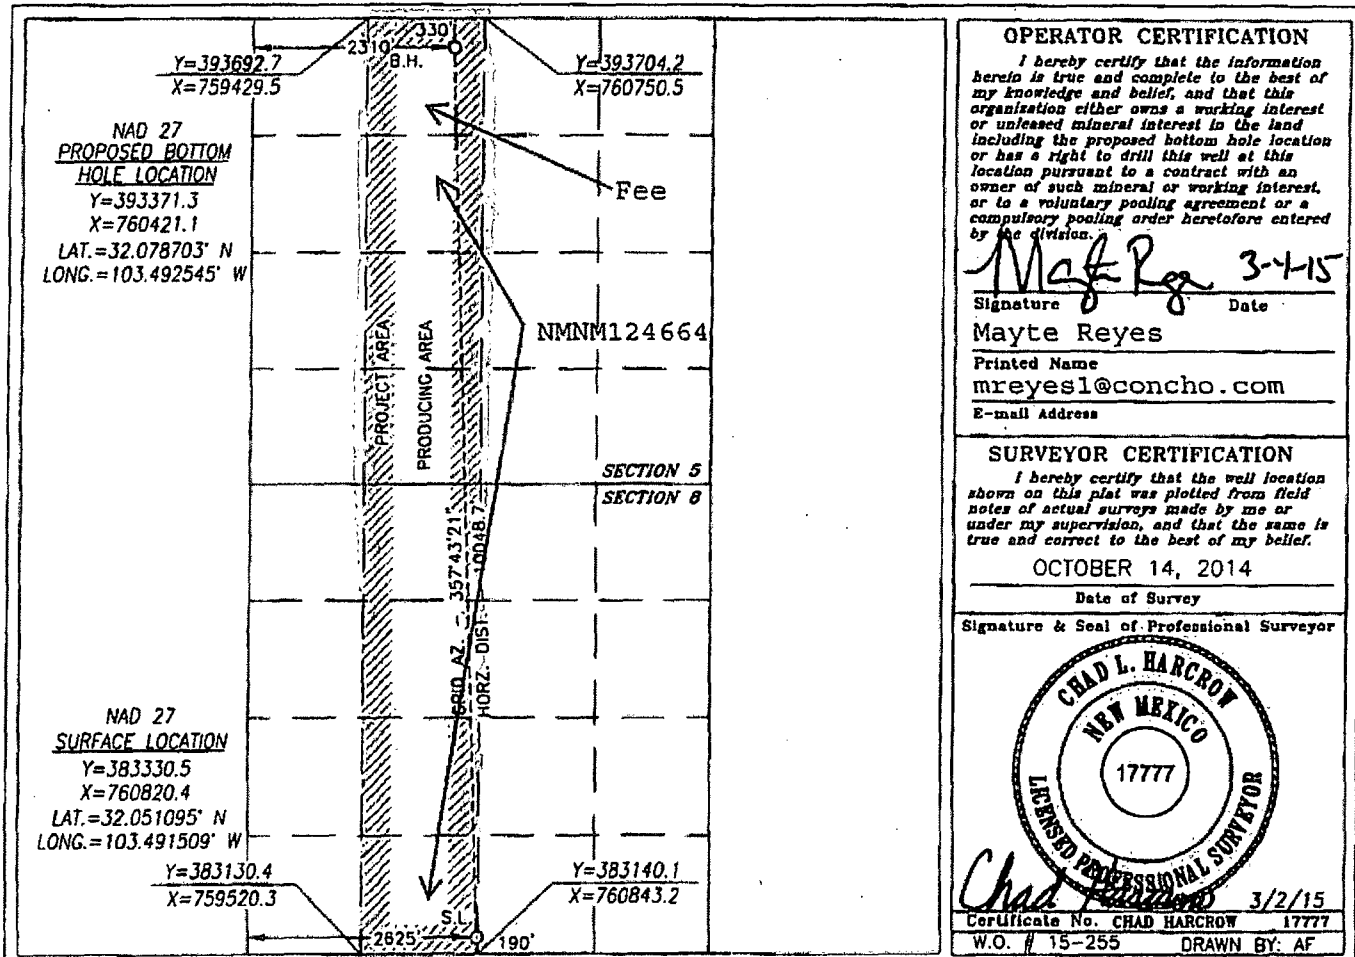 330'
2310
B.H.
Y=393692.7
X=759429.5
Y=393704.2
X=760750.5
NAD 27
PROPOSED BOTTOM
HOLE LOCATION
Y=393371.3
X=760421.1
LAT.=32.078703° N
LONG.=103.492545° W
Fee
NMNM124664
PROJECT AREA
PRODUCING AREA
SECTION 5
SECTION 8
GRID AZ. - 357°43'21"
HORZ. DIST. 10048.7'
NAD 27
SURFACE LOCATION
Y=383330.5
X=760820.4
LAT.=32.051095° N
LONG.=103.491509° W
Y=383130.4
X=759520.3
Y=383140.1
X=760843.2
S.L.
2625
190'
OPERATOR CERTIFICATION
I hereby certify that the information
herein is true and complete to the best of
my knowledge and belief, and that this
organization either owns a working interest
or unleased mineral interest in the land
including the proposed bottom hole location
or has a right to drill this well at this
location pursuant to a contract with an
owner of such mineral or working interest,
or to a voluntary pooling agreement or a
compulsory pooling order heretofore entered
by the division.
3-4-15
Signature Date
Mayte Reyes
Printed Name
mreyes1@concho.com
E-mail Address
SURVEYOR CERTIFICATION
I hereby certify that the well location
shown on this plat was plotted from field
notes of actual surveys made by me or
under my supervision, and that the same is
true and correct to the best of my belief.
OCTOBER 14, 2014
Date of Survey
Signature & Seal of Professional Surveyor
CHAD L. HARCROW
NEW MEXICO
17777
LICENSED PROFESSIONAL SURVEYOR
Chad Harcrow 3/2/15
Certificate No. CHAD HARCROW 17777
W.O. # 15-255 DRAWN BY: AF